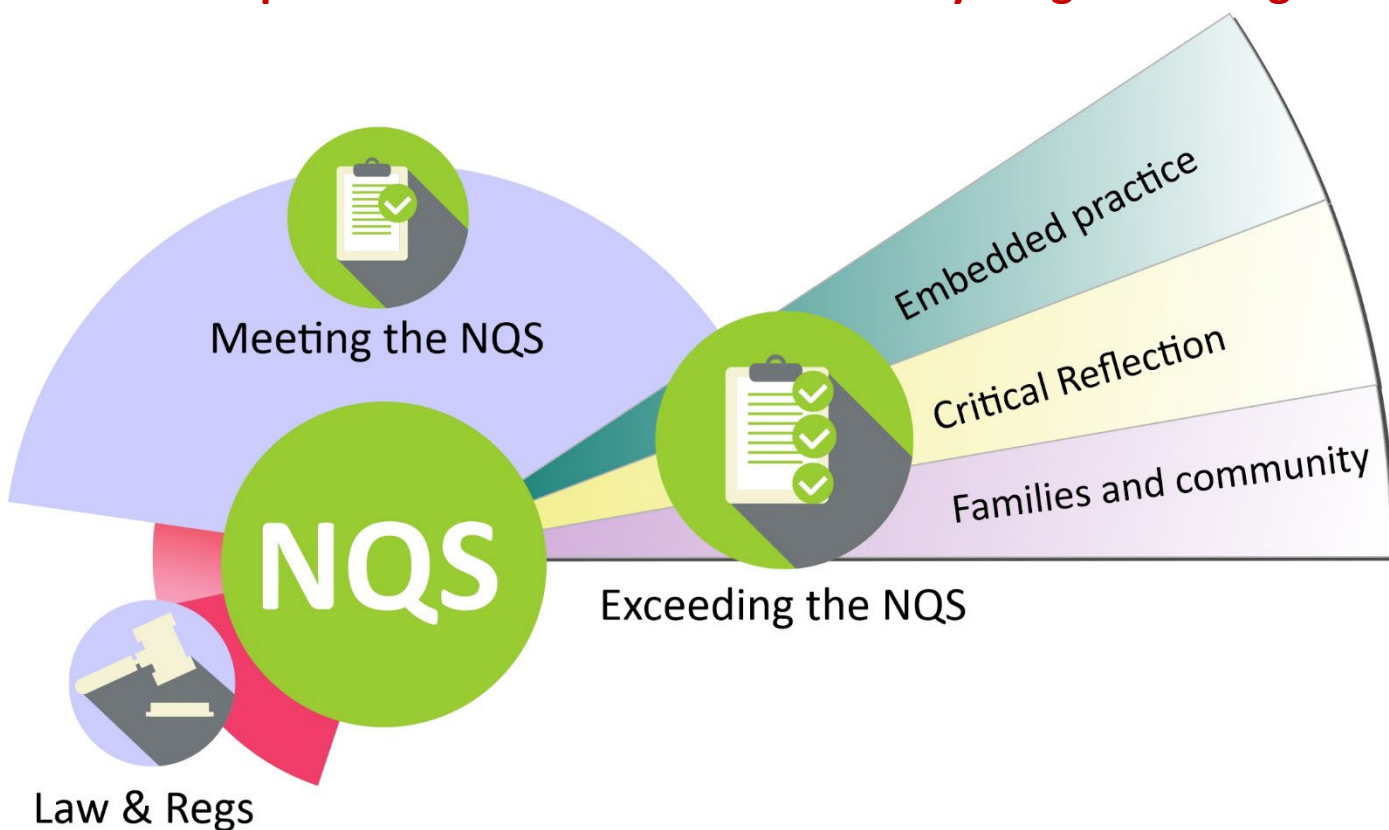 Meeting the NQS
Embedded practice
Critical Reflection
Families and community
NQS
Exceeding the NQS
Law & Regs